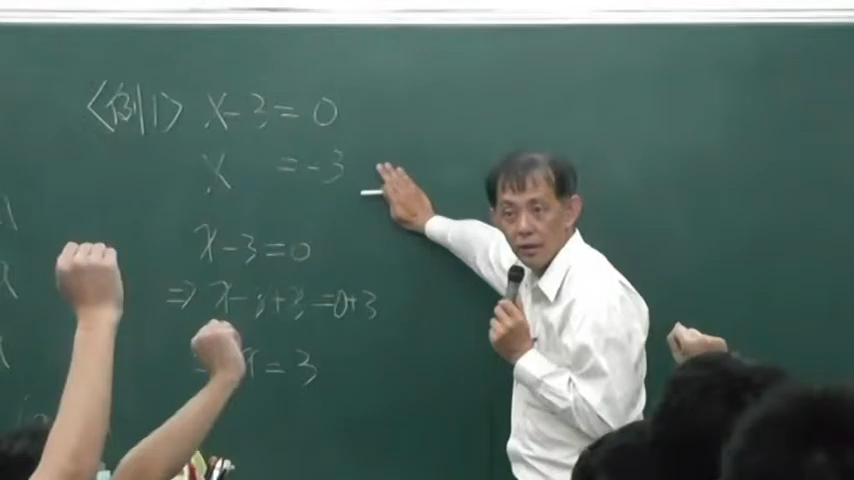 〈例1〉 x-3=0
x =-3
x-3=0
⇒ x-3+3=0+3
x=3